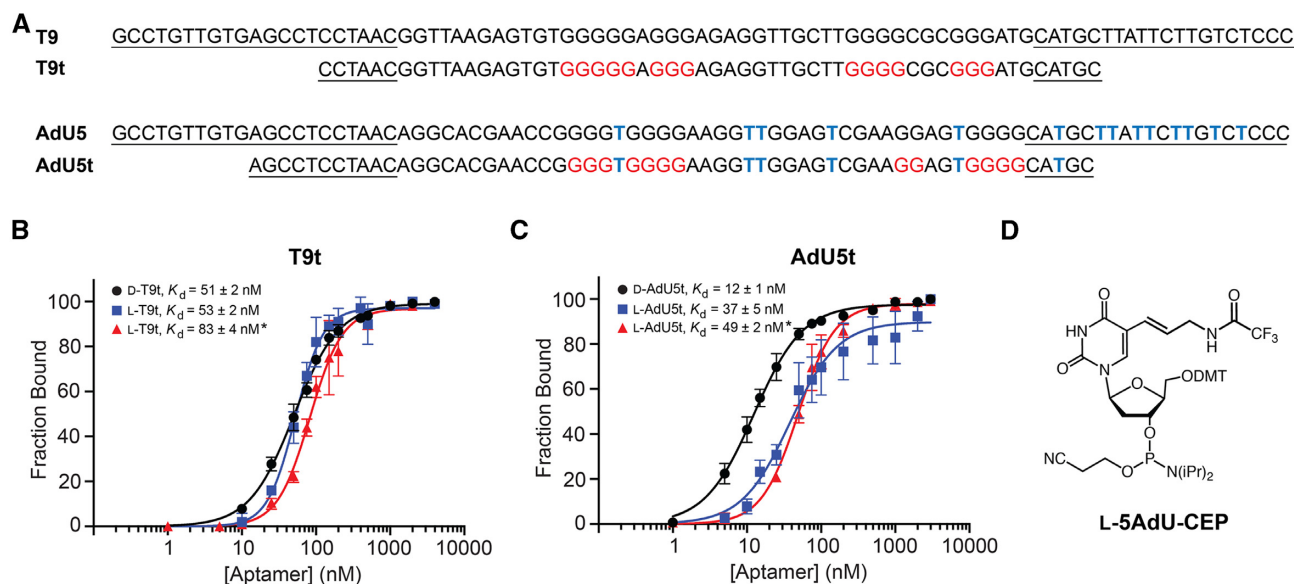 A
T9 GCCTGTTGTGAGCCTCCTAACGGTTAAGAGTGTGGGGGAGGGAGAGGTTGCTTGGGGCGCGGGATGCATGCTTATTCTTGTCTCCC
T9t CCTAACGGTTAAGAGTGTGGGGGAGGGAGAGGTTGCTTGGGGCGCGGGATGCATGC
AdU5 GCCTGTTGTGAGCCTCCTAACAGGCACGAACCGGGGTGGGGAAGGTTGGAGTCGAAGGAGTGGGGCATGCTTATTCTTGTCTCCC
AdU5t AGCCTCCTAACAGGCACGAACCGGGGTGGGGAAGGTTGGAGTCGAAGGAGTGGGGCATGC
B
T9t
D-T9t, Kd = 51 ± 2 nM
L-T9t, Kd = 53 ± 2 nM
L-T9t, Kd = 83 ± 4 nM*
Fraction Bound
100
80
60
40
20
0
1 10 100 1000 10000
[Aptamer] (nM)
C
AdU5t
D-AdU5t, Kd = 12 ± 1 nM
L-AdU5t, Kd = 37 ± 5 nM
L-AdU5t, Kd = 49 ± 2 nM*
Fraction Bound
100
80
60
40
20
0
1 10 100 1000 10000
[Aptamer] (nM)
D
O O
HN N H CF3
O N
O ODMT
O
NC O P N(iPr)2
L-5AdU-CEP